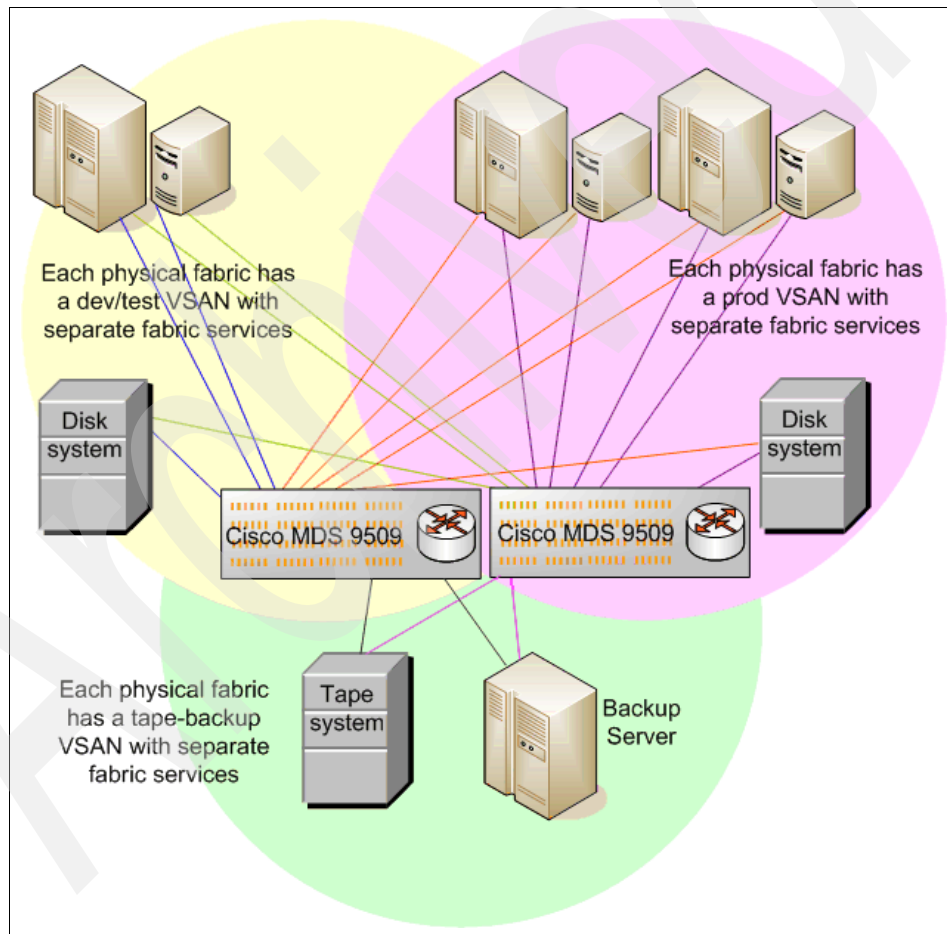 Each physical fabric has
a dev/test VSAN with
separate fabric services
Each physical fabric has
a prod VSAN with
separate fabric services
Disk
system
Disk
system
Cisco MDS 9509
Cisco MDS 9509
Each physical fabric
has a tape-backup
VSAN with separate
fabric services
Tape
system
Backup
Server